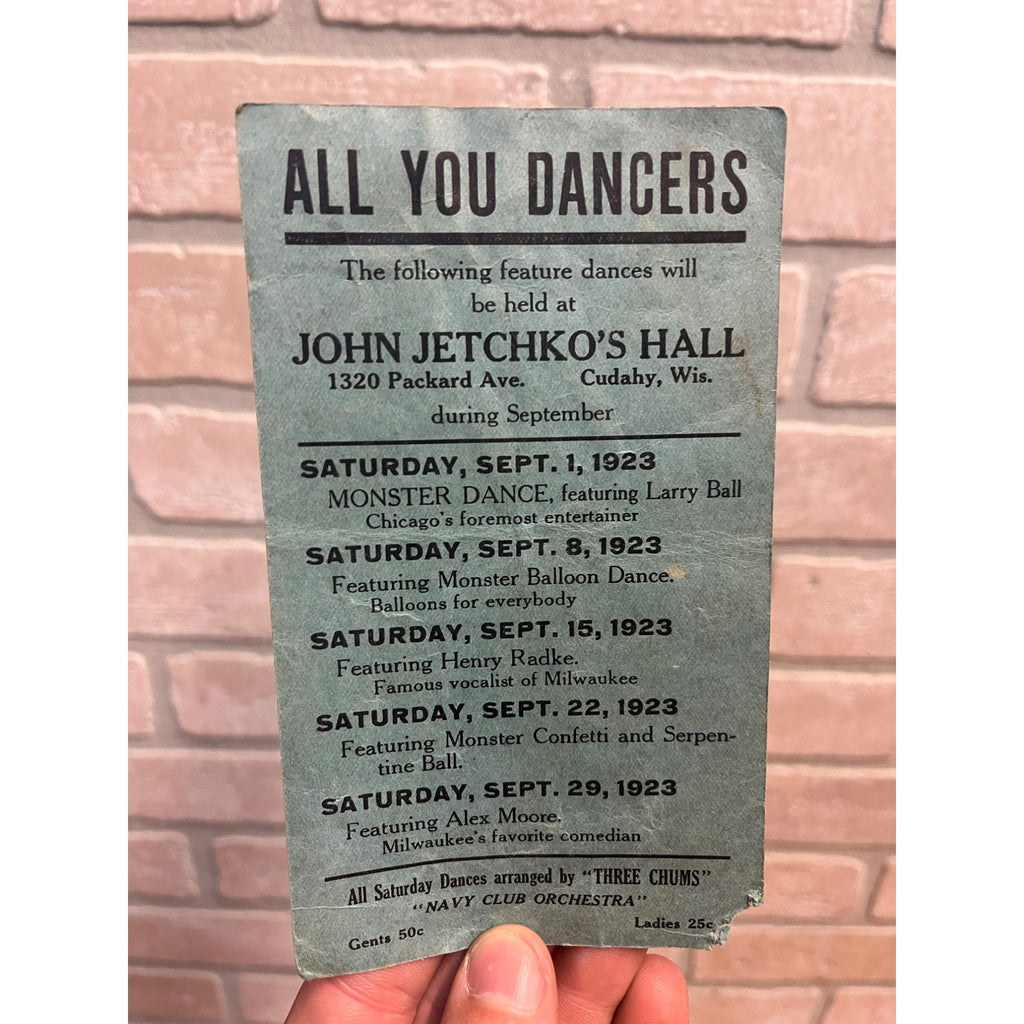 ALL YOU DANCERS
The following feature dances will
be held at
JOHN JETCHKO'S HALL
1320 Packard Ave. Cudahy, Wis.
during September
SATURDAY, SEPT. 1, 1923
MONSTER DANCE, featuring Larry Ball
Chicago's foremost entertainer
SATURDAY, SEPT. 8, 1923
Featuring Monster Balloon Dance.
Balloons for everybody
SATURDAY, SEPT. 15, 1923
Featuring Henry Radke.
Famous vocalist of Milwaukee
SATURDAY, SEPT. 22, 1923
Featuring Monster Confetti and Serpen-
tine Ball.
SATURDAY, SEPT. 29, 1923
Featuring Alex Moore.
Milwaukee's favorite comedian
All Saturday Dances arranged by "THREE CHUMS"
"NAVY CLUB ORCHESTRA"
Gents 50c Ladies 25c